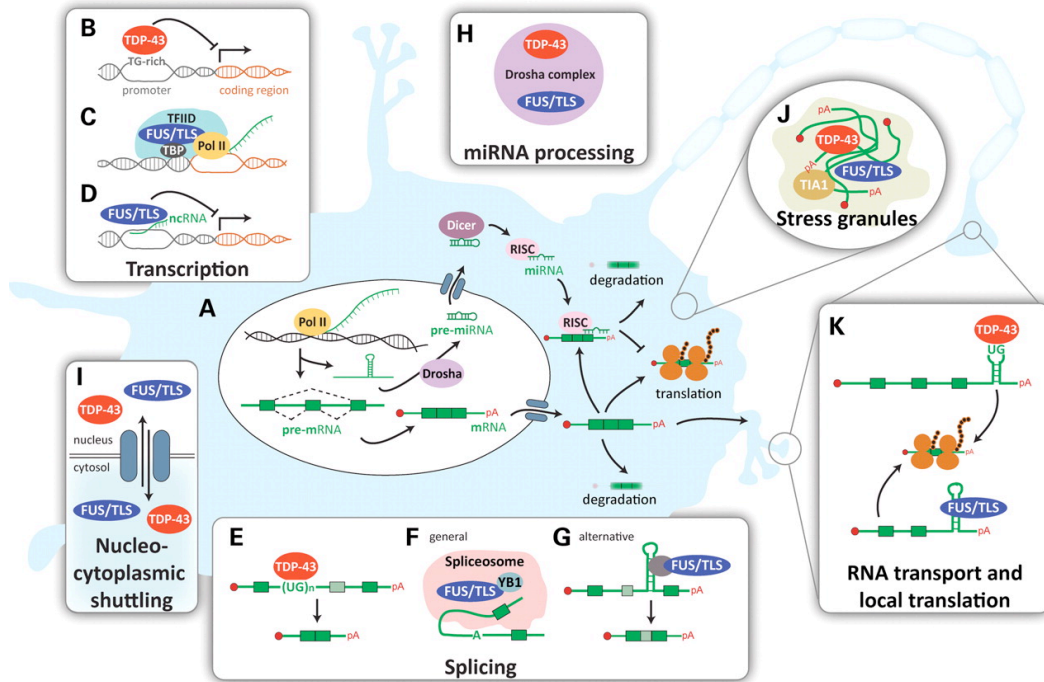 B
TDP-43
TG-rich
promoter
coding region
C
TFIID
FUS/TLS
Pol II
TBP
D
FUS/TLS
ncRNA
Transcription
H
TDP-43
Drosha complex
FUS/TLS
miRNA processing
J
pA
TDP-43
pA
FUS/TLS
TIA1
pA
Stress granules
A
Pol II
pre-miRNA
Drosha
pre-mRNA
pA
mRNA
Dicer
RISC
miRNA
degradation
RISC
pA
pA
translation
pA
degradation
I
FUS/TLS
TDP-43
nucleus
cytosol
FUS/TLS
TDP-43
Nucleo-
cytoplasmic
shuttling
E
TDP-43
(UG)n
pA
pA
F general
Spliceosome
YB1
FUS/TLS
A
G alternative
FUS/TLS
pA
pA
Splicing
K
TDP-43
UG
pA
pA
FUS/TLS
pA
RNA transport and
local translation